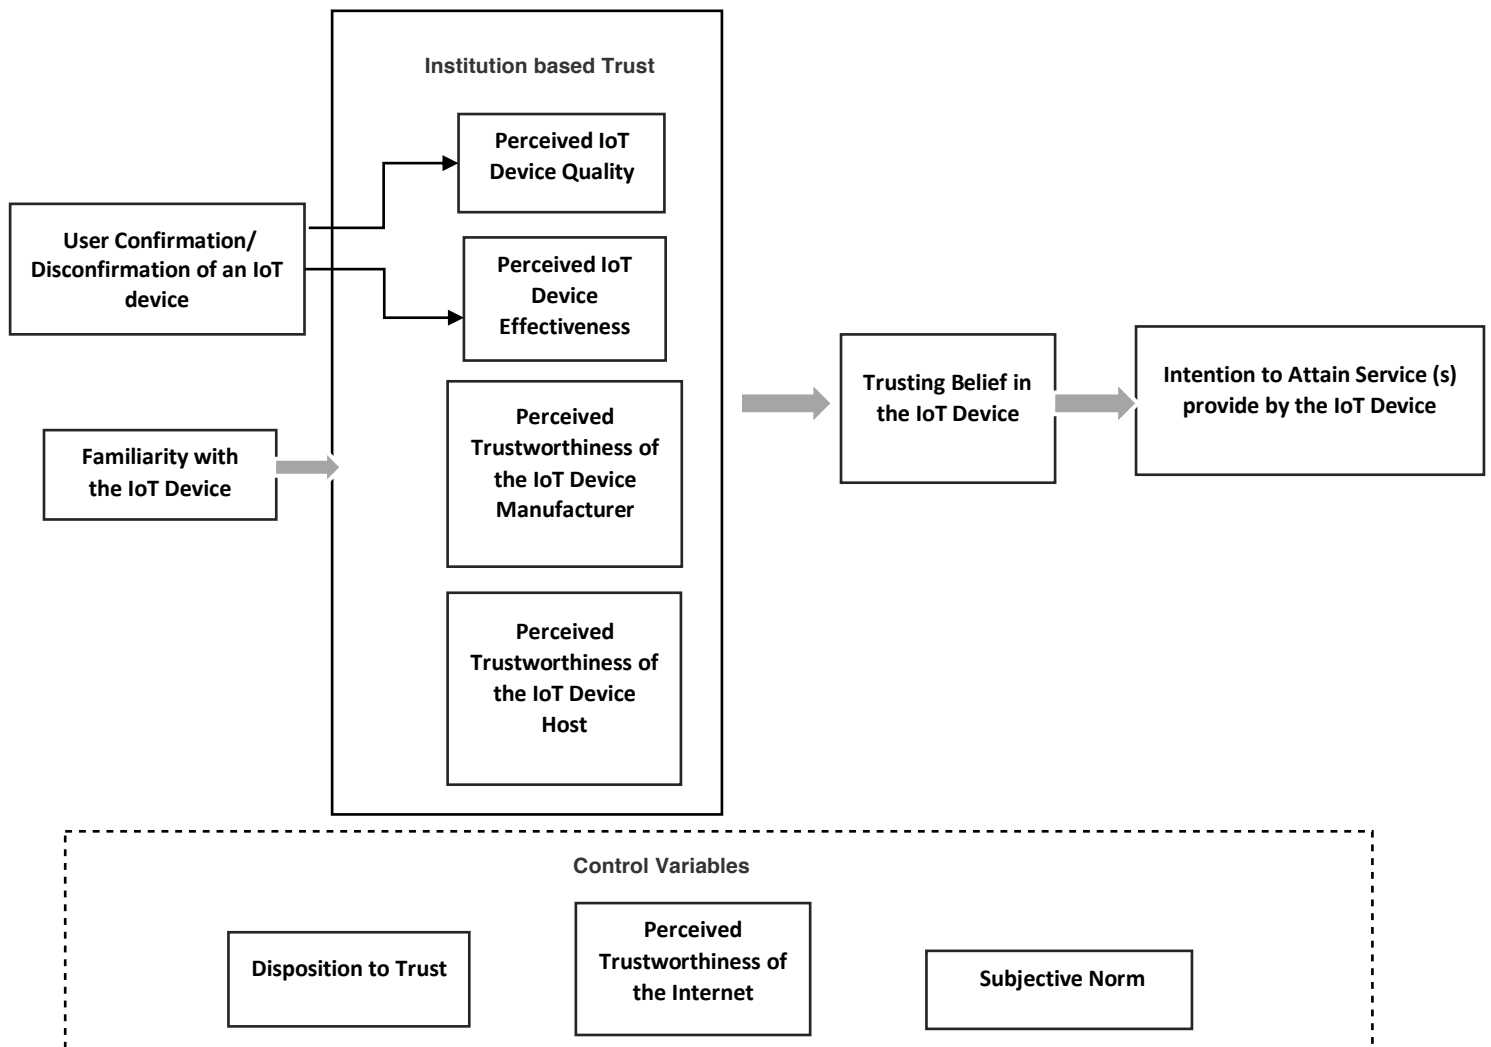 Institution based Trust
Perceived IoT
Device Quality
User Confirmation/
Disconfirmation of an IoT
device
Perceived IoT
Device
Effectiveness
Familiarity with
the IoT Device
Perceived
Trustworthiness of
the IoT Device
Manufacturer
Perceived
Trustworthiness of
the IoT Device
Host
Trusting Belief in
the IoT Device
Intention to Attain Service (s)
provide by the IoT Device
Control Variables
Disposition to Trust
Perceived
Trustworthiness of
the Internet
Subjective Norm